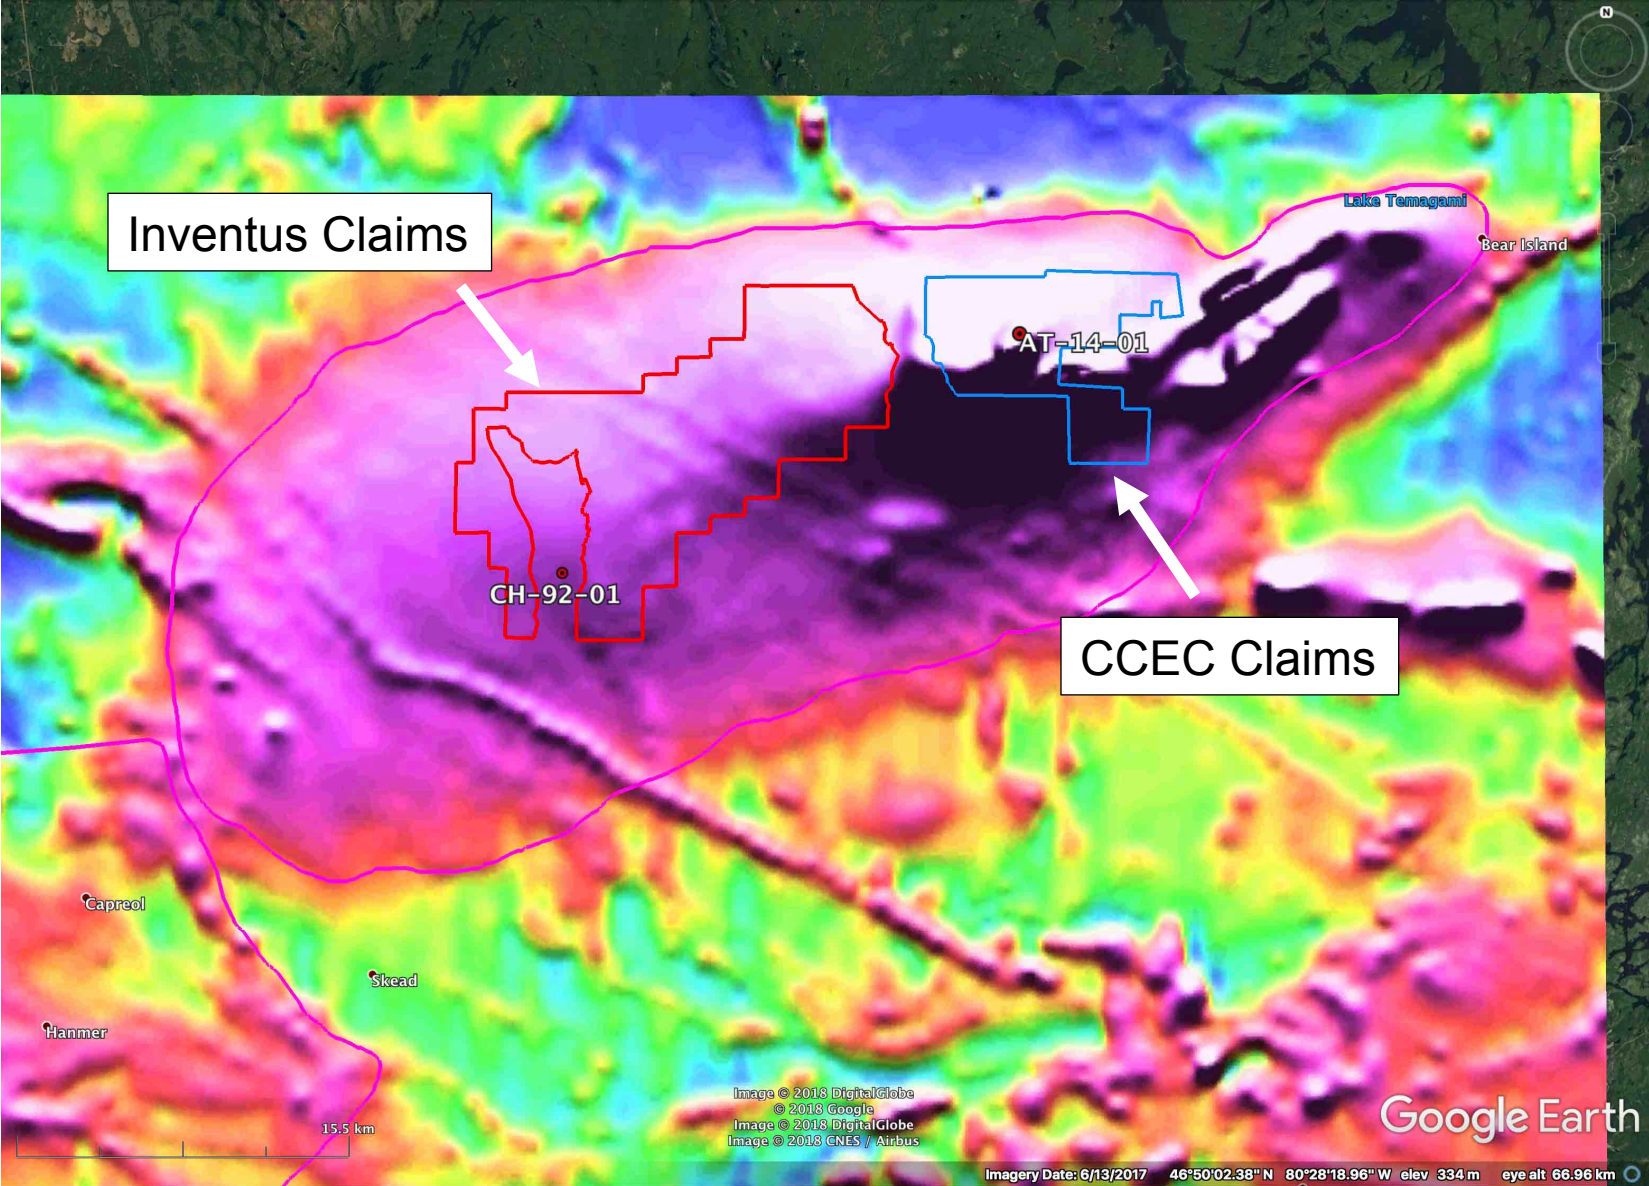 N
Lake Temagami
Inventus Claims
Bear Island
AT-14-01
CH-92-01
CCEC Claims
Capreol
Skead
Hanmer
Image © 2018 DigitalGlobe
© 2018 Google
Image © 2018 DigitalGlobe
Image © 2018 CNES / Airbus
15.5 km
Google Earth
Imagery Date: 6/13/2017 46°50'02.38" N 80°28'18.96" W elev 334 m eye alt 66.96 km